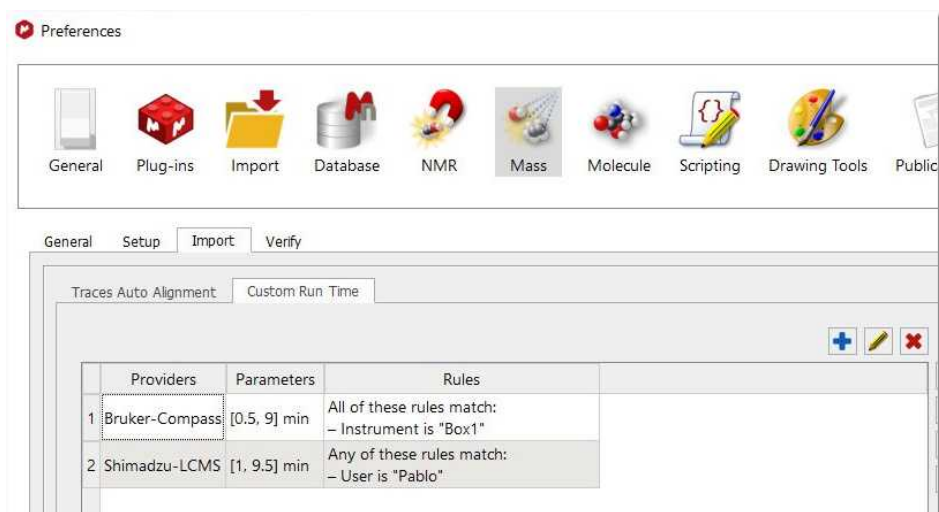 Preferences
General Plug-ins Import Database NMR Mass Molecule Scripting Drawing Tools Public
General Setup Import Verify
Traces Auto Alignment Custom Run Time
Providers Parameters Rules
1 Bruker-Compass [0.5, 9] min All of these rules match:
– Instrument is "Box1"
2 Shimadzu-LCMS [1, 9.5] min Any of these rules match:
– User is "Pablo"